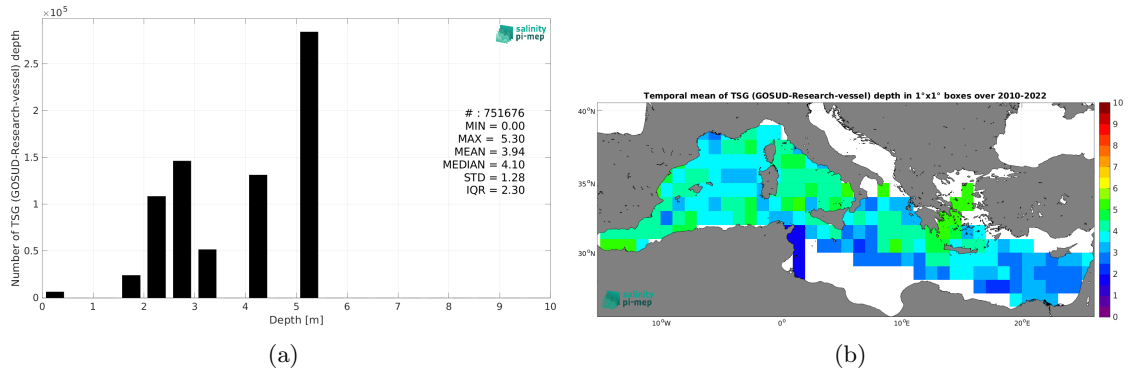 ×10⁵
salinity
pi-mep
Number of TSG (GOSUD-Research-vessel) depth
2.5
2
1.5
1
0.5
0
# : 751676
MIN = 0.00
MAX = 5.30
MEAN = 3.94
MEDIAN = 4.10
STD = 1.28
IQR = 2.30
0 1 2 3 4 5 6 7 8 9 10
Depth [m]
(a)
Temporal mean of TSG (GOSUD-Research-vessel) depth in 1°x1° boxes over 2010-2022
40°N
35°N
30°N
10°W 0° 10°E 20°E
salinity
pi-mep
10
9
8
7
6
5
4
3
2
1
0
(b)